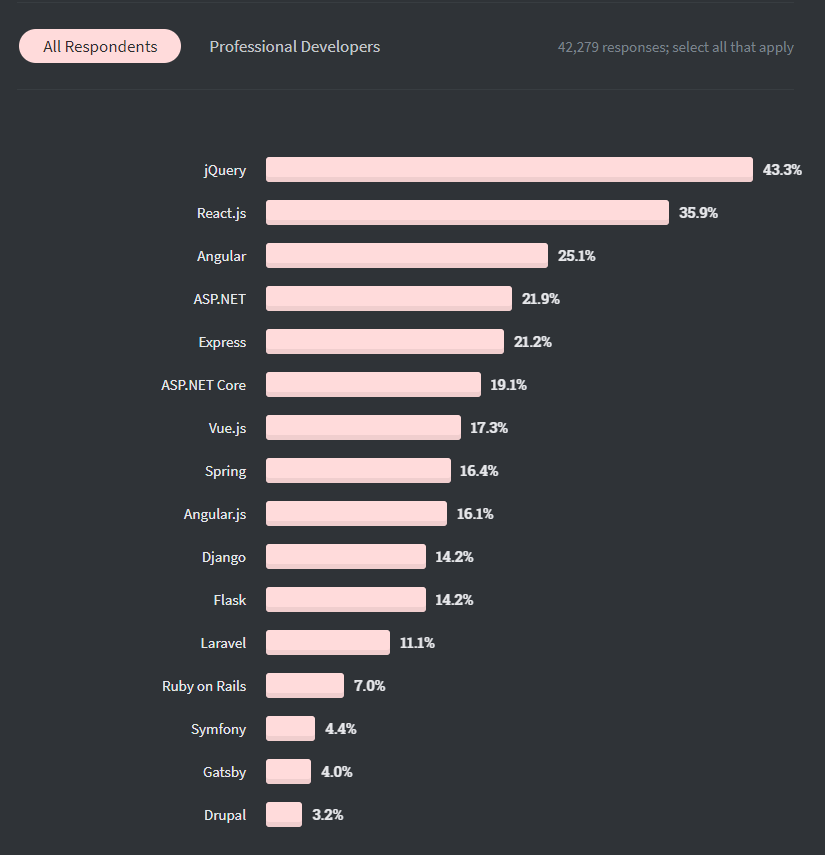 All Respondents Professional Developers 42,279 responses; select all that apply
jQuery 43.3%
React.js 35.9%
Angular 25.1%
ASP.NET 21.9%
Express 21.2%
ASP.NET Core 19.1%
Vue.js 17.3%
Spring 16.4%
Angular.js 16.1%
Django 14.2%
Flask 14.2%
Laravel 11.1%
Ruby on Rails 7.0%
Symfony 4.4%
Gatsby 4.0%
Drupal 3.2%